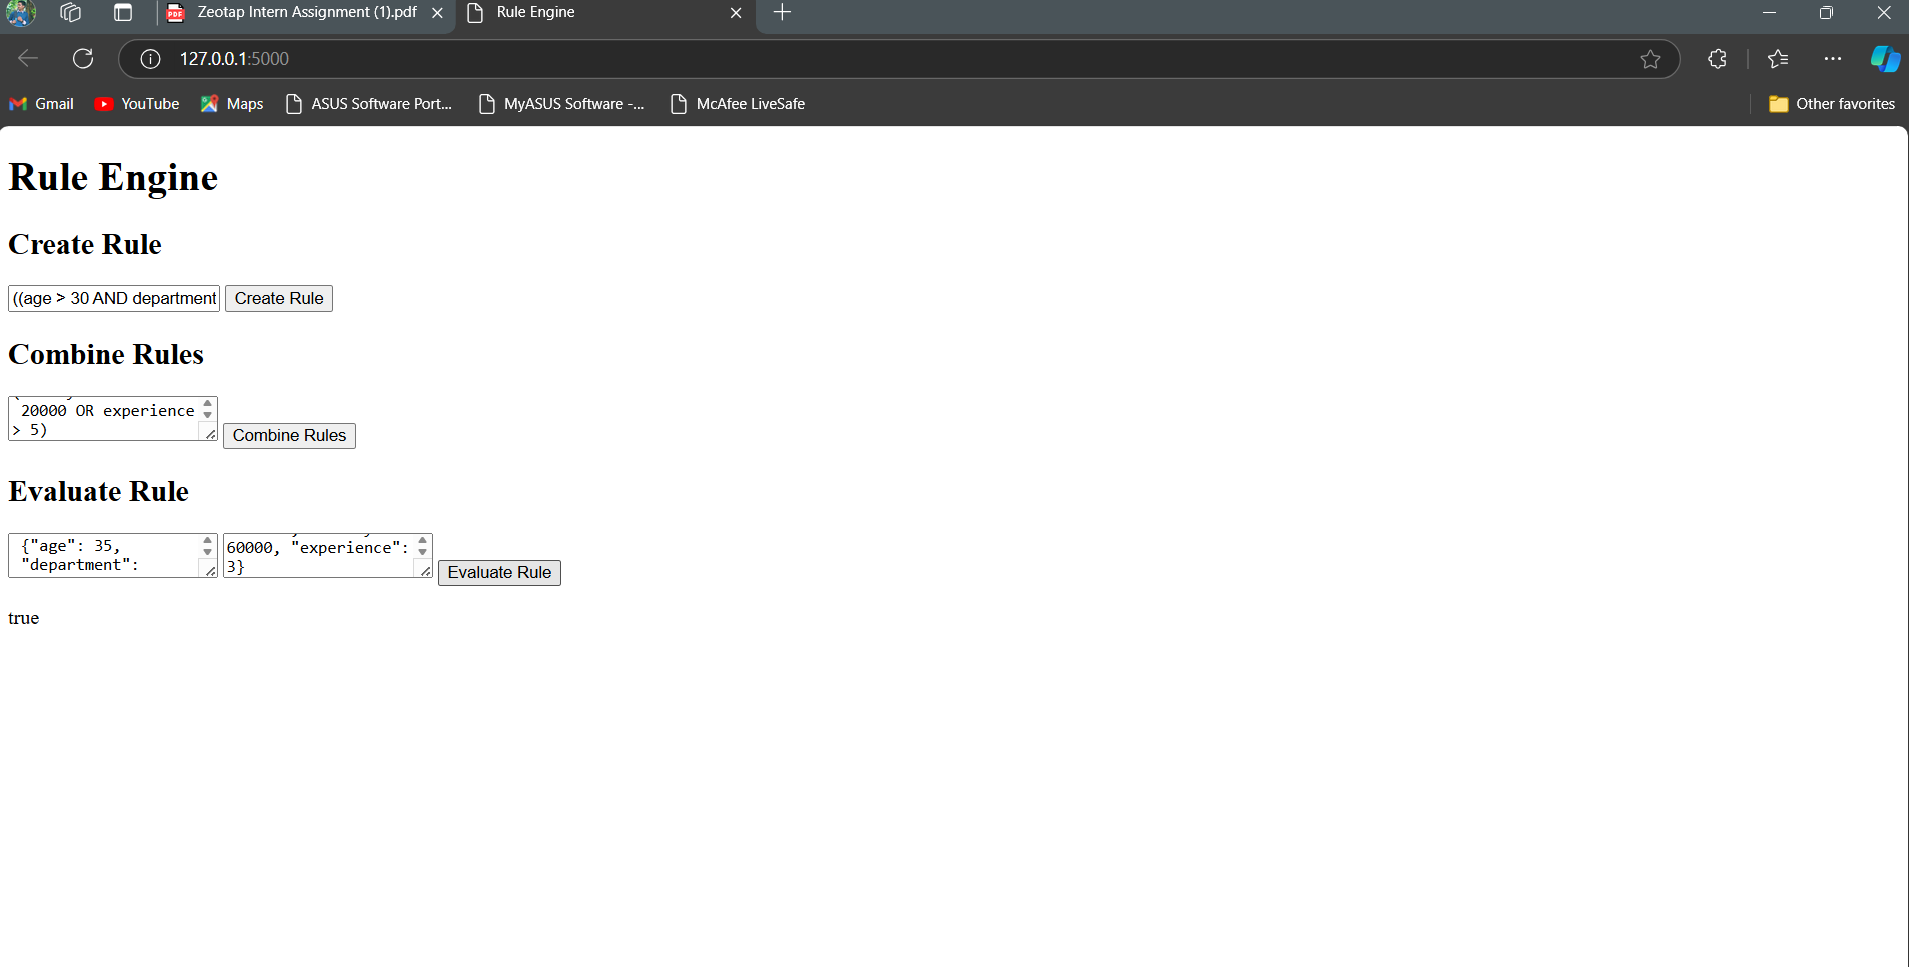 Zeotap Intern Assignment (1).pdf
Rule Engine
127.0.0.1:5000
Gmail
YouTube
Maps
ASUS Software Port...
MyASUS Software -...
McAfee LiveSafe
Other favorites
Rule Engine
Create Rule
((age > 30 AND department
Create Rule
Combine Rules
20000 OR experience
> 5)
Combine Rules
Evaluate Rule
{"age": 35,
"department":
60000, "experience":
3}
Evaluate Rule
true